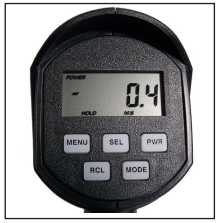 POWER
- 0.4
HOLD M/S
MENU SEL PWR
RCL MODE